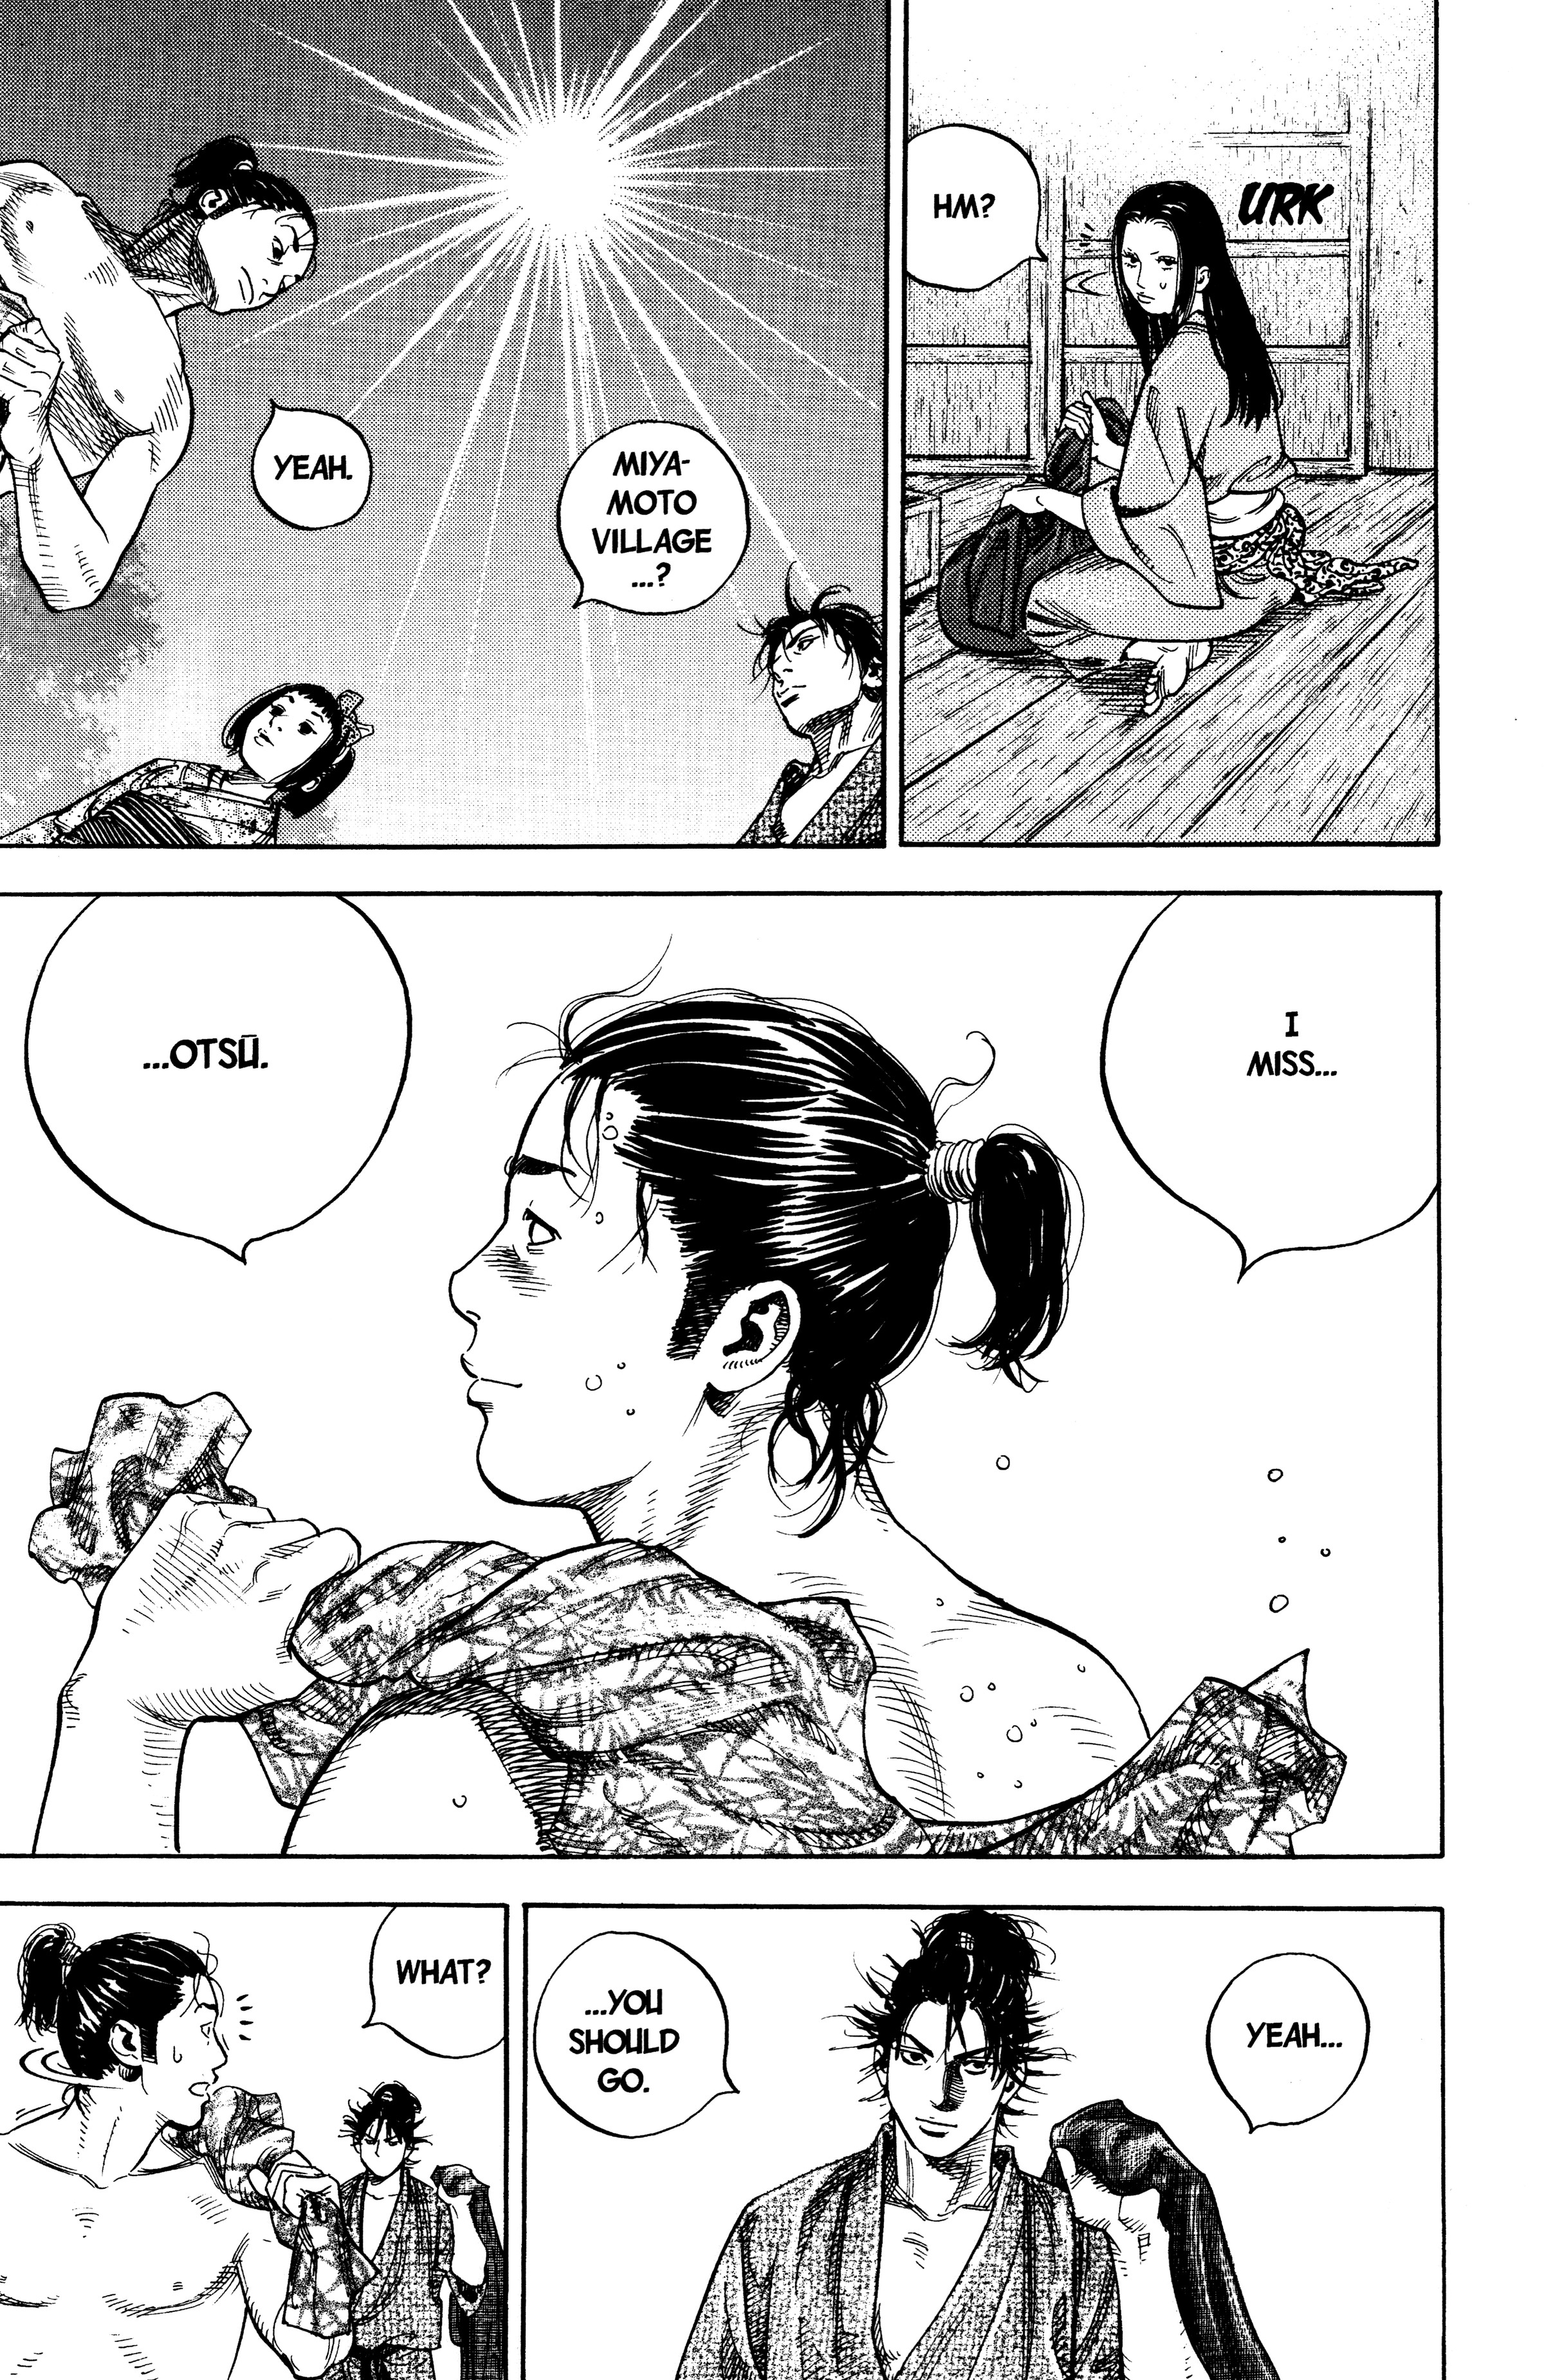 URK
HM?
MIYA-
MOTO
VILLAGE
...?
YEAH.
I
MISS...
...OTSŪ.
YEAH...
...YOU
SHOULD
GO.
WHAT?